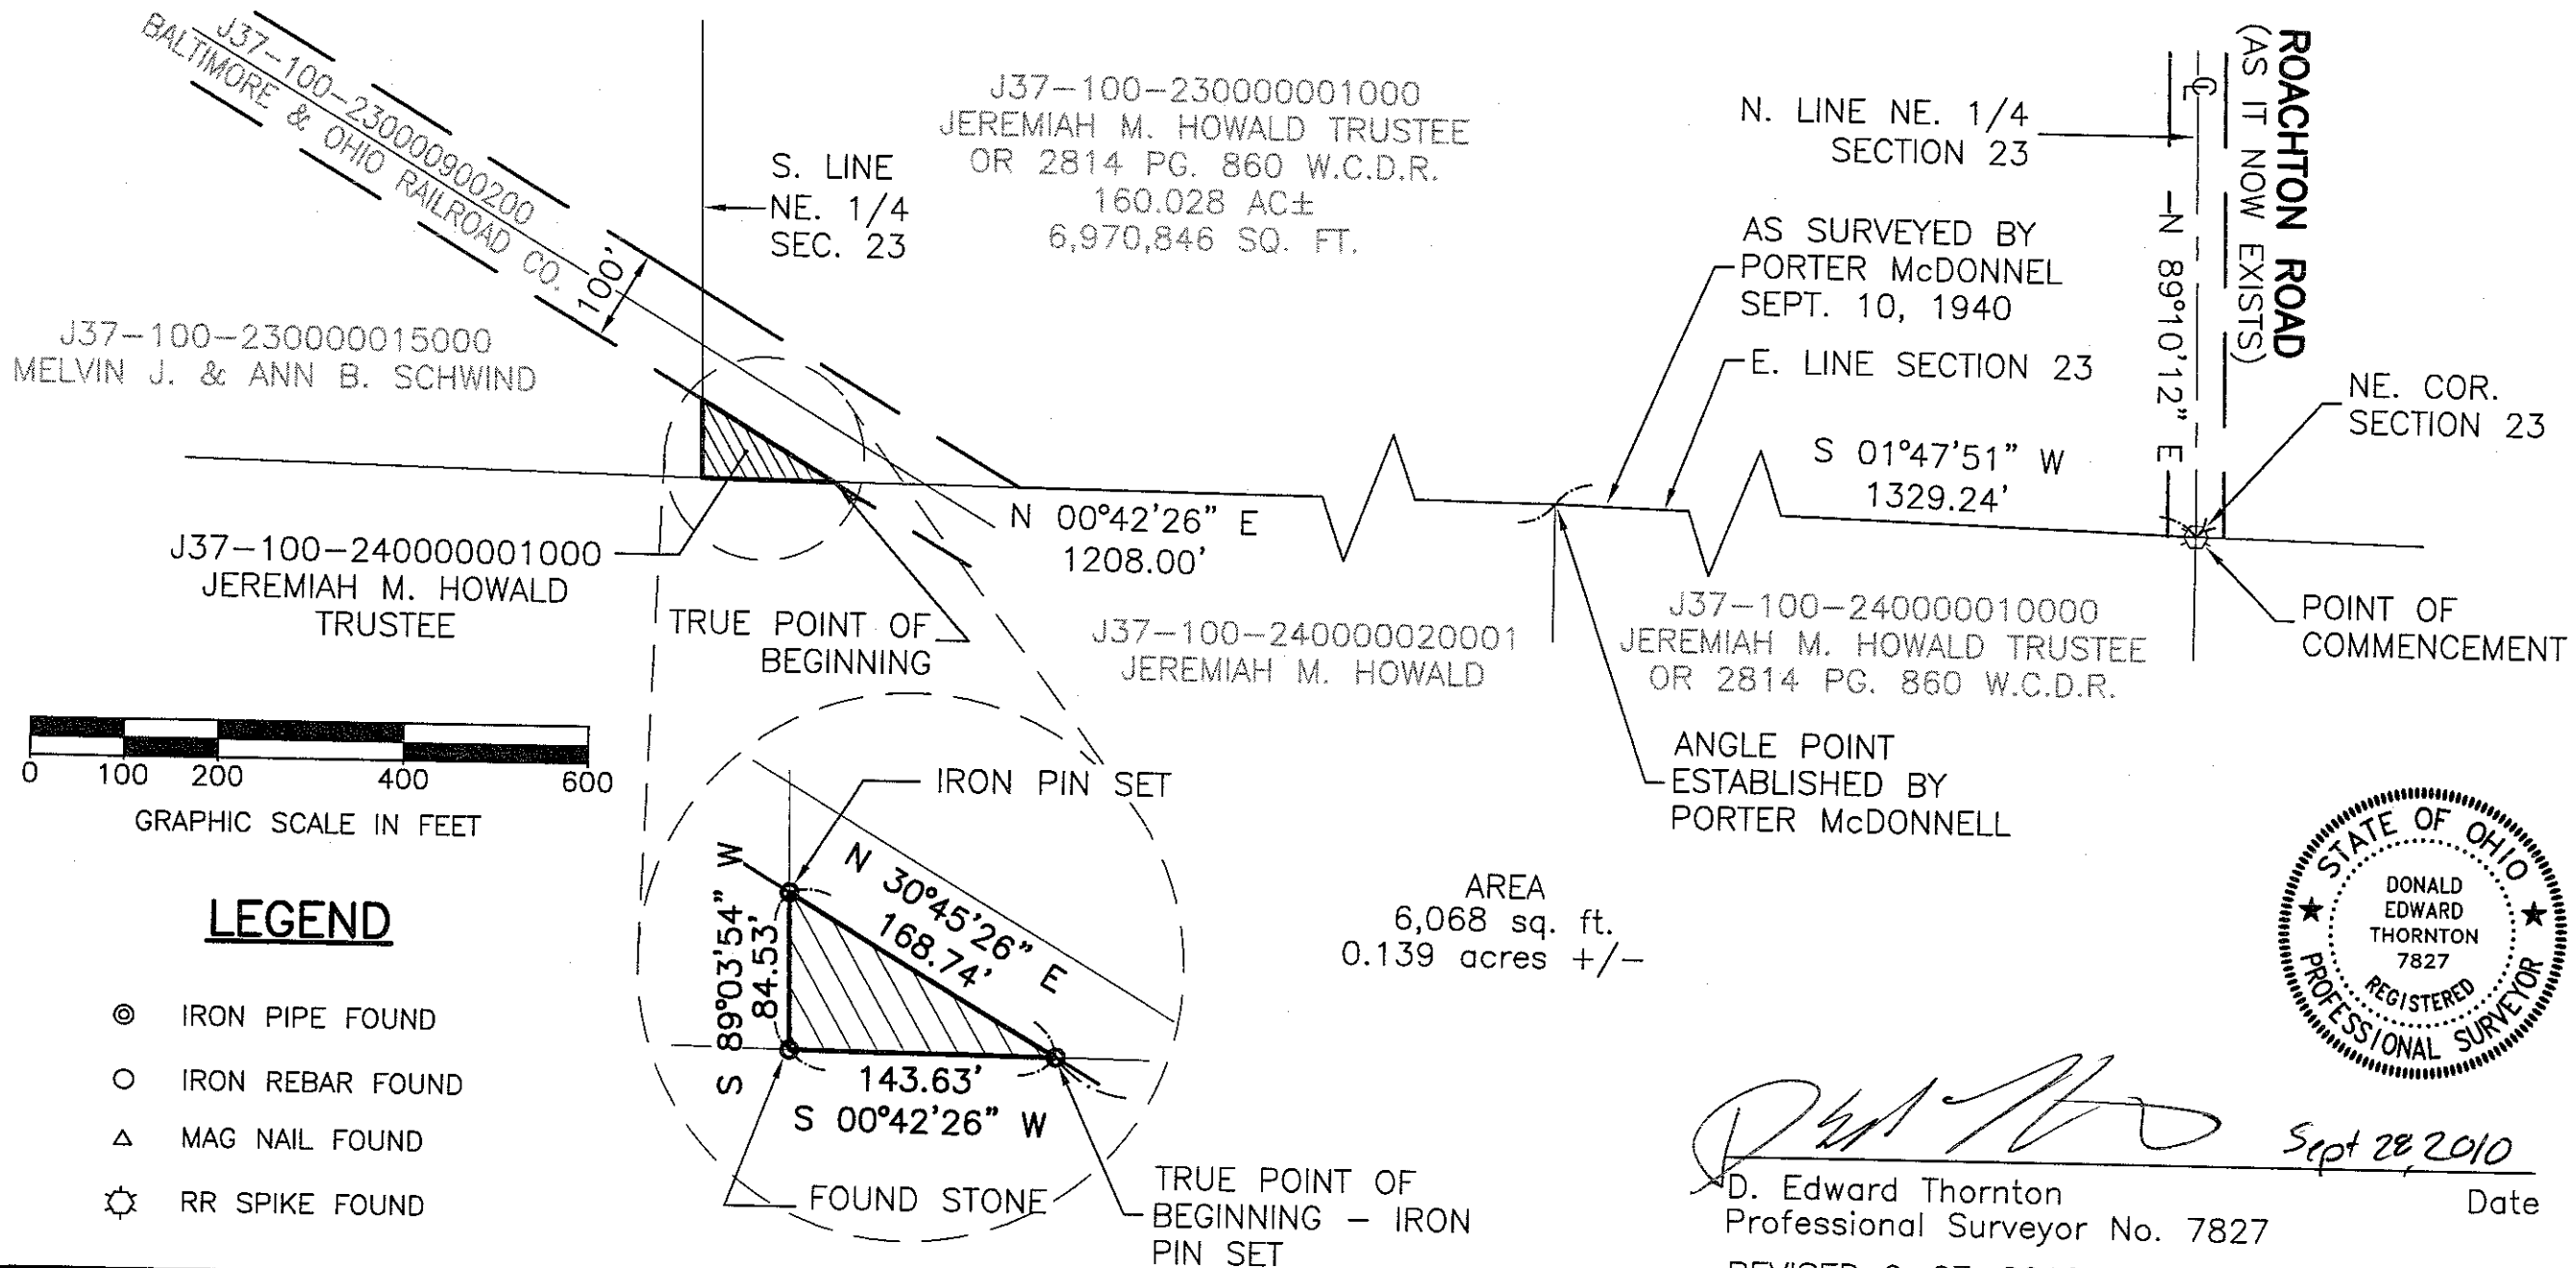 J37-100-230000900200
BALTIMORE & OHIO RAILROAD CO.
100'
S. LINE
NE. 1/4
SEC. 23
J37-100-230000001000
JEREMIAH M. HOWALD TRUSTEE
OR 2814 PG. 860 W.C.D.R.
160.028 AC±
6,970,846 SQ. FT.
N. LINE NE. 1/4
SECTION 23
ROACHTON ROAD
(AS IT NOW EXISTS)
N 89°10'12" E
AS SURVEYED BY
PORTER McDONNEL
SEPT. 10, 1940
E. LINE SECTION 23
NE. COR.
SECTION 23
S 01°47'51" W
1329.24'
J37-100-230000015000
MELVIN J. & ANN B. SCHWIND
N 00°42'26" E
1208.00'
J37-100-240000001000
JEREMIAH M. HOWALD
TRUSTEE
TRUE POINT OF
BEGINNING
J37-100-240000020001
JEREMIAH M. HOWALD
J37-100-240000010000
JEREMIAH M. HOWALD TRUSTEE
OR 2814 PG. 860 W.C.D.R.
POINT OF
COMMENCEMENT
0 100 200 400 600
GRAPHIC SCALE IN FEET
IRON PIN SET
ANGLE POINT
ESTABLISHED BY
PORTER McDONNELL
N 30°45'26" E
168.74'
S 89°03'54" W
84.53'
143.63'
S 00°42'26" W
FOUND STONE
TRUE POINT OF
BEGINNING – IRON
PIN SET
AREA
6,068 sq. ft.
0.139 acres +/-
LEGEND
IRON PIPE FOUND
IRON REBAR FOUND
MAG NAIL FOUND
RR SPIKE FOUND
STATE OF OHIO
DONALD
EDWARD
THORNTON
7827
REGISTERED
PROFESSIONAL SURVEYOR
Sept 28, 2010
D. Edward Thornton
Date
Professional Surveyor No. 7827